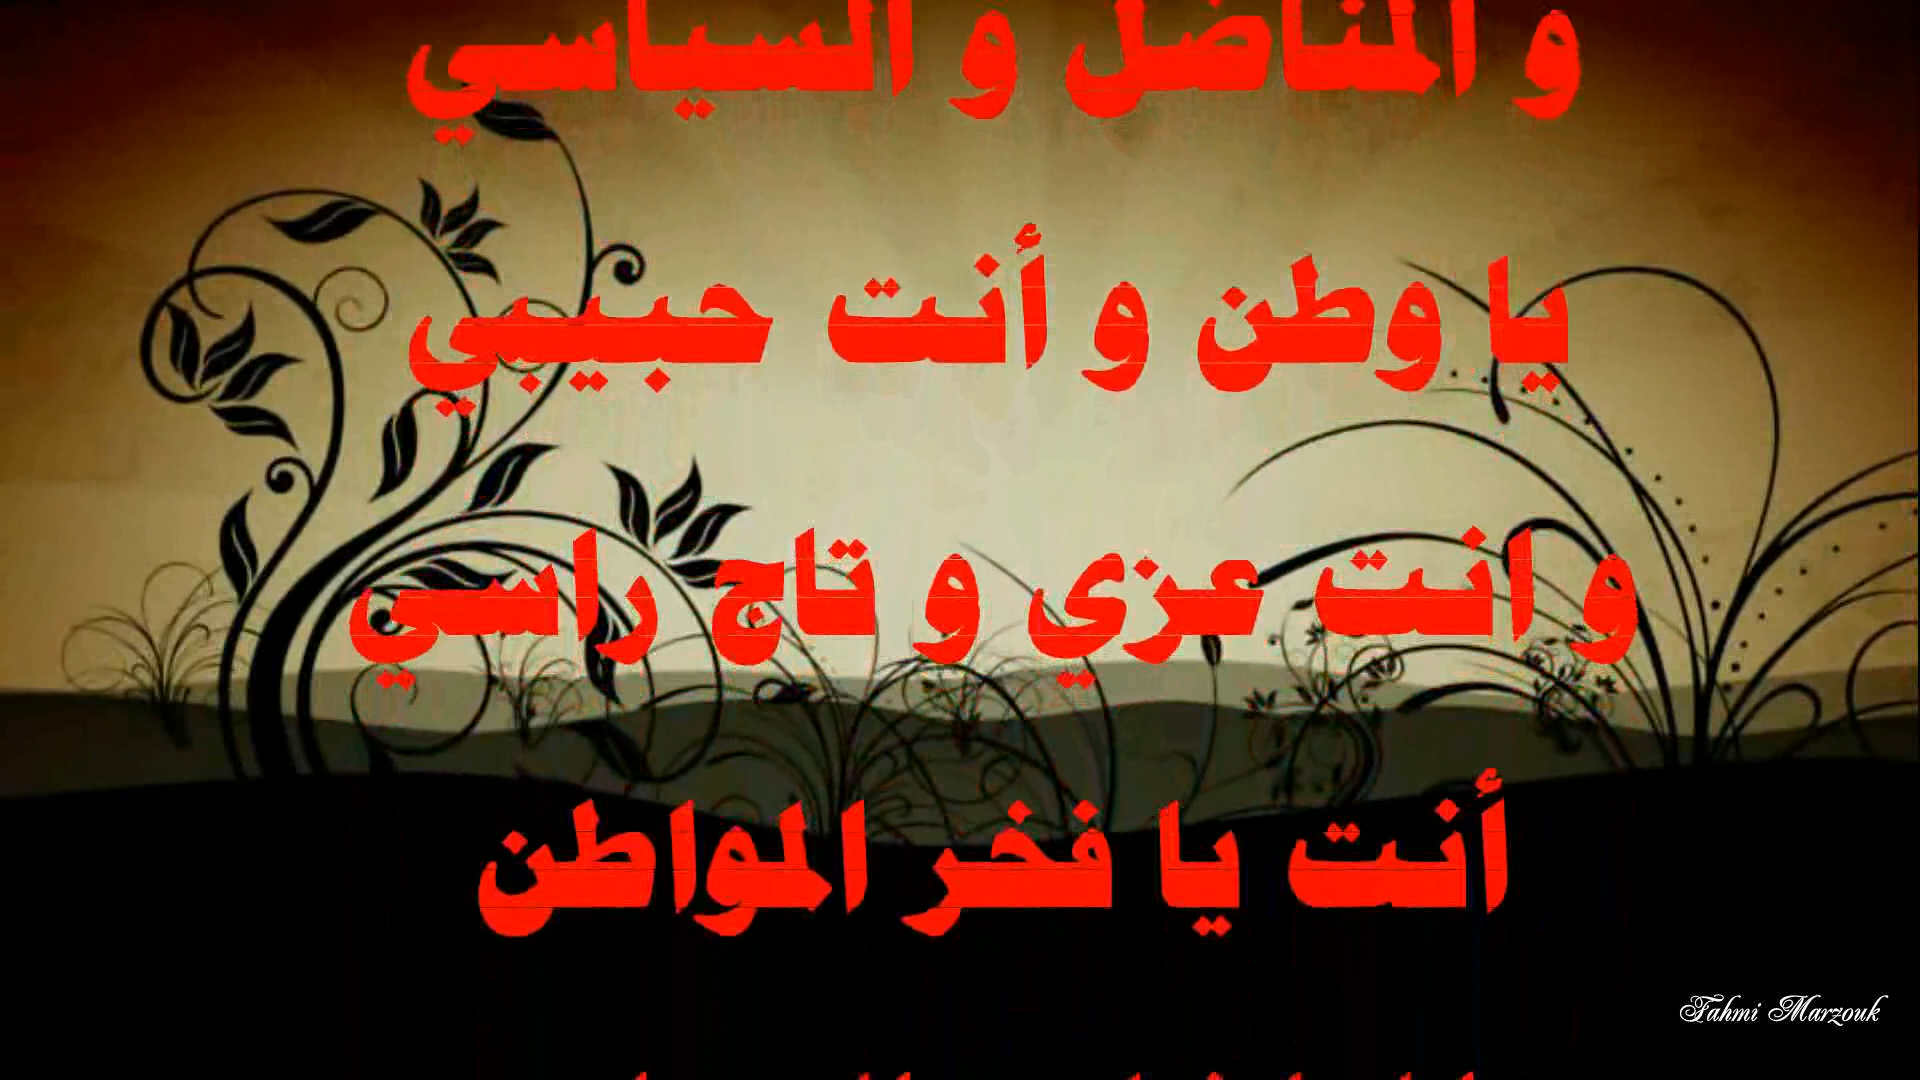 و المناضل و السياسي
يا وطن و أنت حبيبي
و انت عزي و تاج راسي
أنت يا فخر المواطن
Fahmi Marzouk